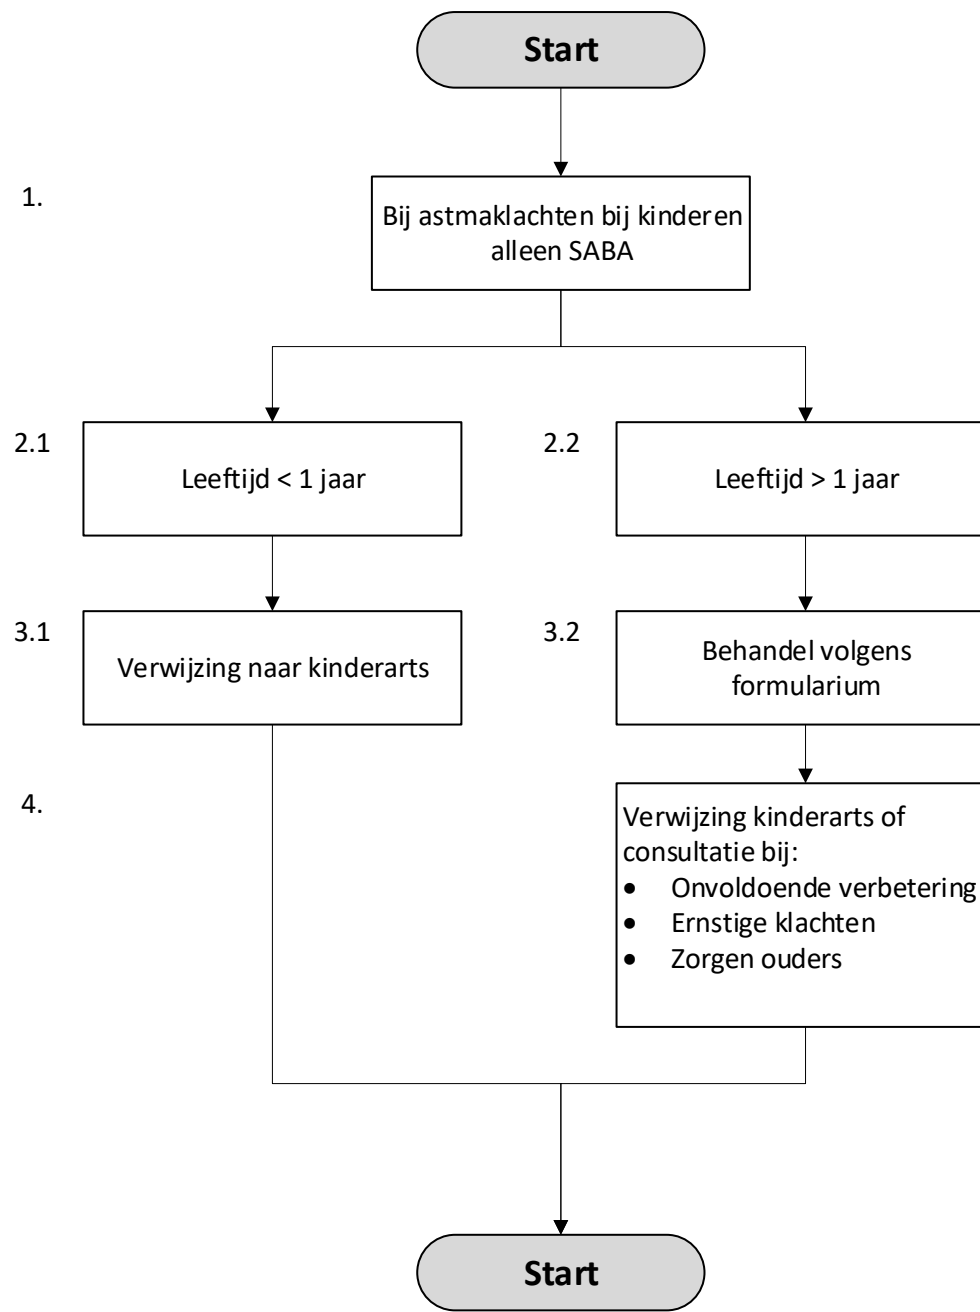 Start
1.
Bij astmaklachten bij kinderen
alleen SABA
2.1
Leeftijd < 1 jaar
2.2
Leeftijd > 1 jaar
3.1
Verwijzing naar kinderarts
3.2
Behandel volgens
formularium
4.
Verwijzing kinderarts of
consultatie bij:
• Onvoldoende verbetering
• Ernstige klachten
• Zorgen ouders
Start